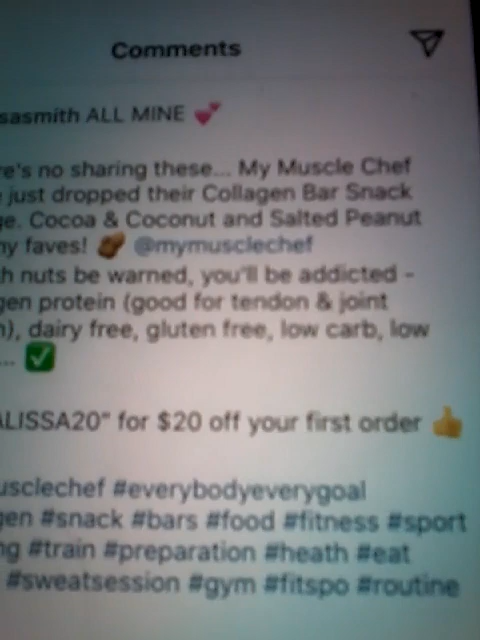 Comments
sasmith ALL MINE 💕
re's no sharing these... My Muscle Chef
just dropped their Collagen Bar Snack
ge. Cocoa & Coconut and Salted Peanut
ny faves! 🥜 @mymusclechef
h nuts be warned, you'll be addicted -
gen protein (good for tendon & joint
n), dairy free, gluten free, low carb, low
... ✅
ALISSA20" for $20 off your first order 👍
usclechef #everybodyeverygoal
gen #snack #bars #food #fitness #sport
ng #train #preparation #heath #eat
#sweatsession #gym #fitspo #routine